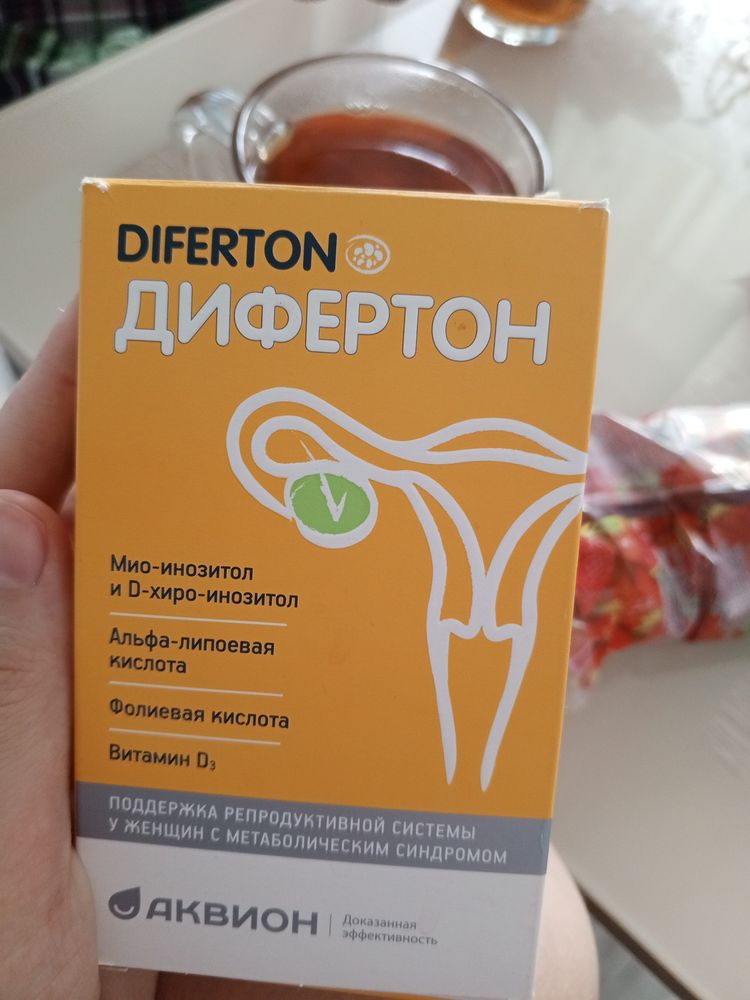 DIFERTON
ДИФЕРТОН
Мио-инозитол
и D-хиро-инозитол
Альфа-липоевая
кислота
Фолиевая кислота
Витамин D₃
ПОДДЕРЖКА РЕПРОДУКТИВНОЙ СИСТЕМЫ
У ЖЕНЩИН С МЕТАБОЛИЧЕСКИМ СИНДРОМОМ
АКВИОН
Доказанная
эффективность